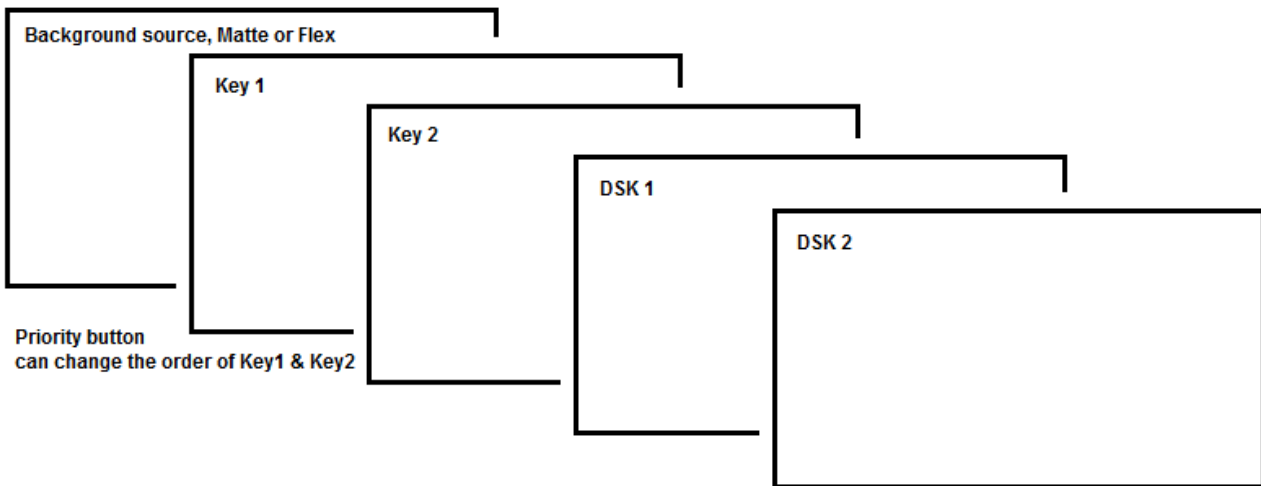 Background source, Matte or Flex
Key 1
Key 2
DSK 1
DSK 2
Priority button
can change the order of Key1 & Key2